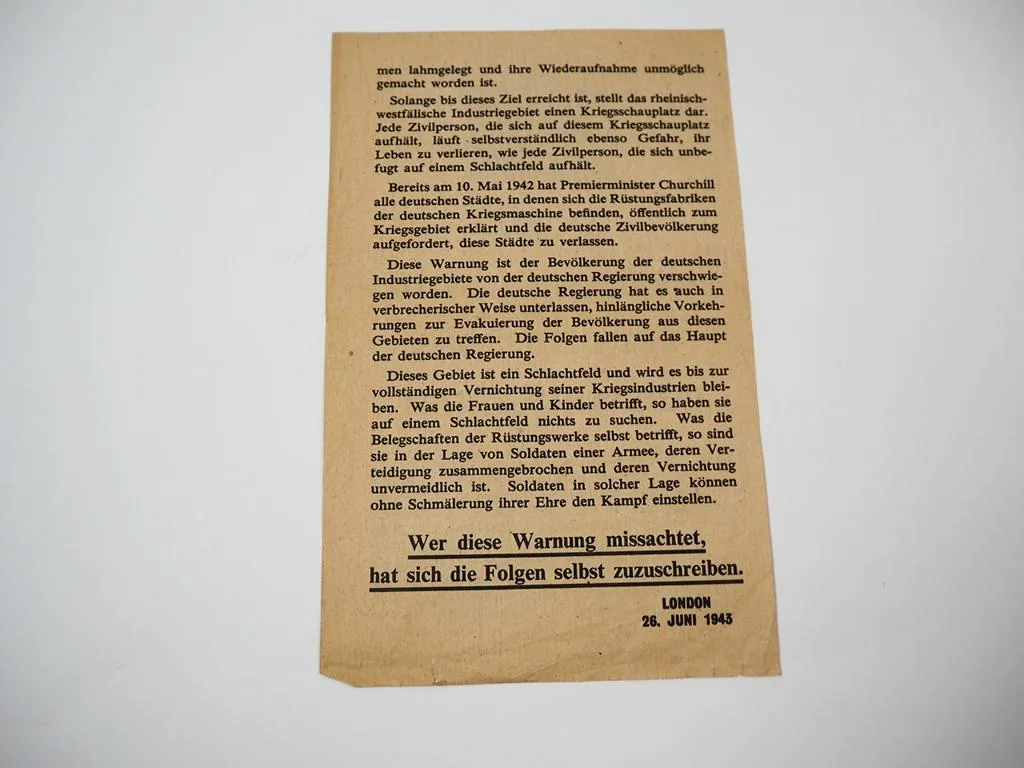 men lahmgelegt und ihre Wiederaufnahme unmöglich
gemacht worden ist.
Solange bis dieses Ziel erreicht ist, stellt das rheinisch-
westfälische Industriegebiet einen Kriegsschauplatz dar.
Jede Zivilperson, die sich auf diesem Kriegsschauplatz
aufhält, läuft selbstverständlich ebenso Gefahr, ihr
Leben zu verlieren, wie jede Zivilperson, die sich unbe-
fugt auf einem Schlachtfeld aufhält.
Bereits am 10. Mai 1942 hat Premierminister Churchill
alle deutschen Städte, in denen sich die Rüstungsfabriken
der deutschen Kriegsmaschine befinden, öffentlich zum
Kriegsgebiet erklärt und die deutsche Zivilbevölkerung
aufgefordert, diese Städte zu verlassen.
Diese Warnung ist der Bevölkerung der deutschen
Industriegebiete von der deutschen Regierung verschwie-
gen worden. Die deutsche Regierung hat es auch in
verbrecherischer Weise unterlassen, hinlängliche Vorkeh-
rungen zur Evakuierung der Bevölkerung aus diesen
Gebieten zu treffen. Die Folgen fallen auf das Haupt
der deutschen Regierung.
Dieses Gebiet ist ein Schlachtfeld und wird es bis zur
vollständigen Vernichtung seiner Kriegsindustrien blei-
ben. Was die Frauen und Kinder betrifft, so haben sie
auf einem Schlachtfeld nichts zu suchen. Was die
Belegschaften der Rüstungswerke selbst betrifft, so sind
sie in der Lage von Soldaten einer Armee, deren Ver-
teidigung zusammengebrochen und deren Vernichtung
unvermeidlich ist. Soldaten in solcher Lage können
ohne Schmälerung ihrer Ehre den Kampf einstellen.
Wer diese Warnung missachtet,
hat sich die Folgen selbst zuzuschreiben.
LONDON
26. JUNI 1943